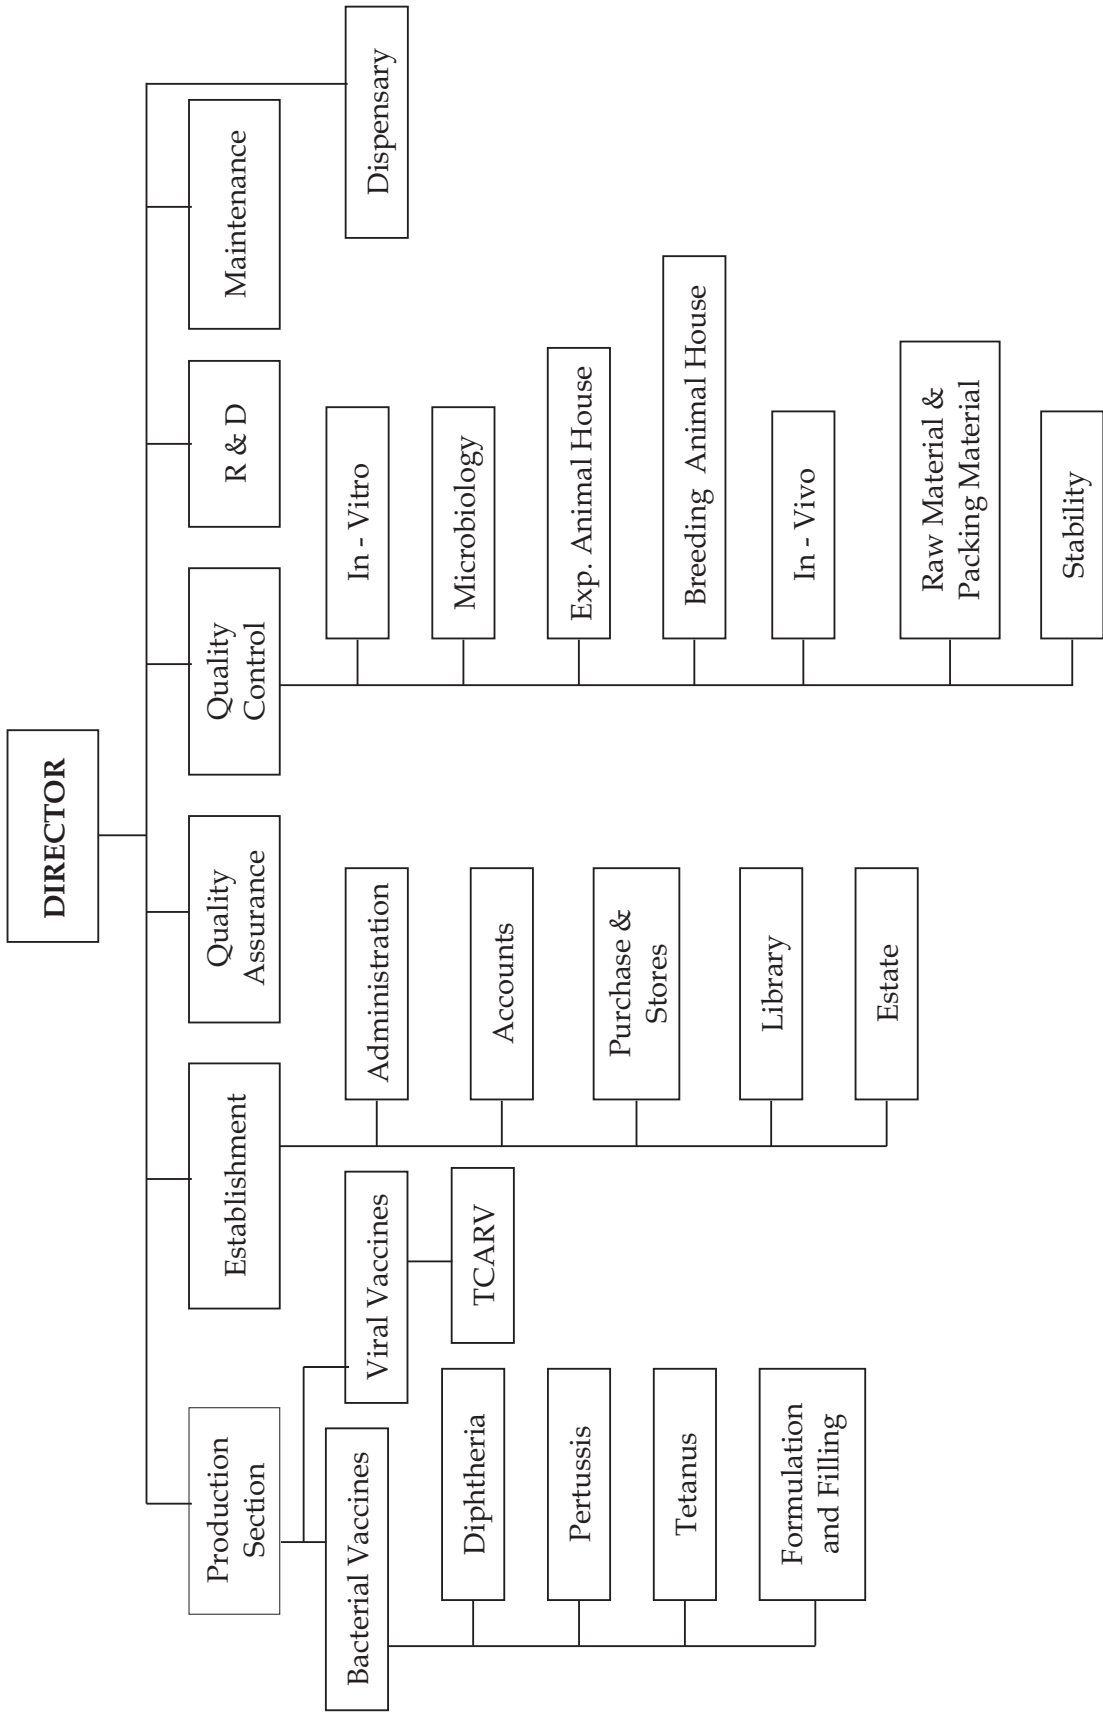 DIRECTOR
Production
Section
Establishment
Quality
Assurance
Quality
Control
R & D
Maintenance
Dispensary
Bacterial Vaccines
Viral Vaccines
Diphtheria
Pertussis
Tetanus
Formulation
and Filling
TCARV
Administration
Accounts
Purchase &
Stores
Library
Estate
In - Vitro
Microbiology
Exp. Animal House
Breeding Animal House
In - Vivo
Raw Material &
Packing Material
Stability